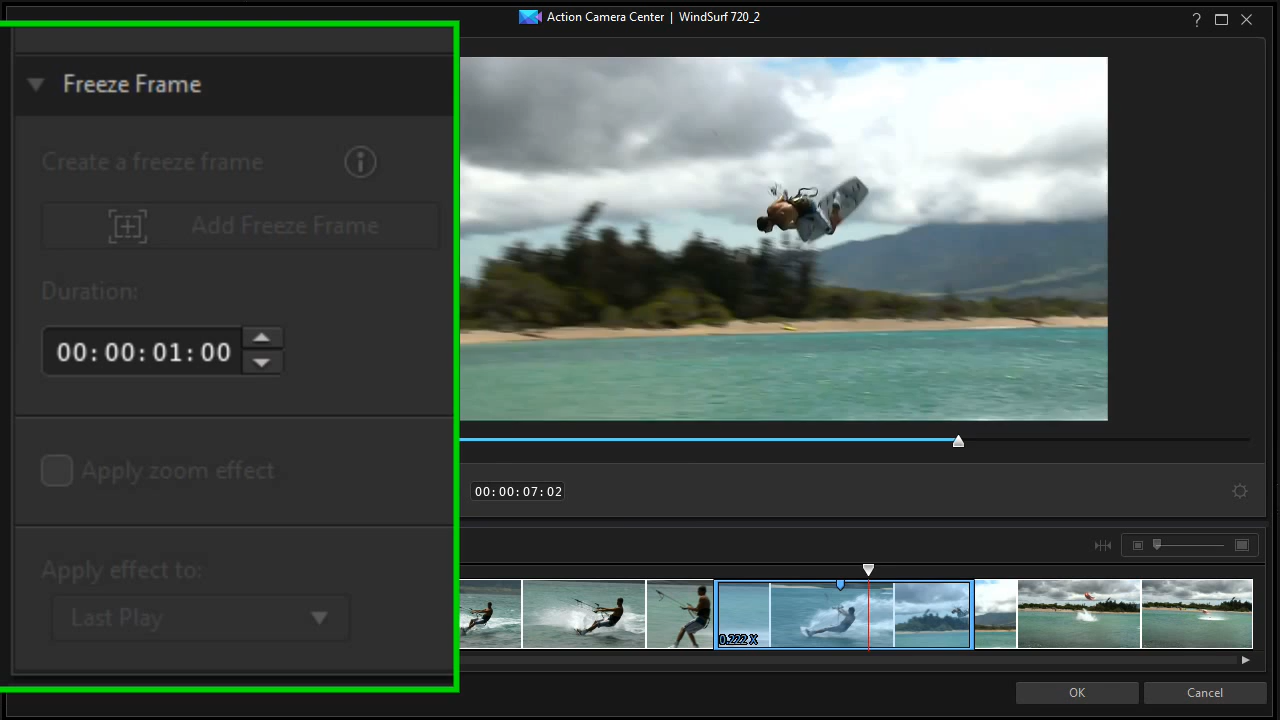 Action Camera Center | WindSurf 720_2
Freeze Frame
Create a freeze frame
Add Freeze Frame
Duration:
00:00:01:00
Apply zoom effect
Apply effect to:
Last Play
00:00:07:02
0.222 X
OK
Cancel